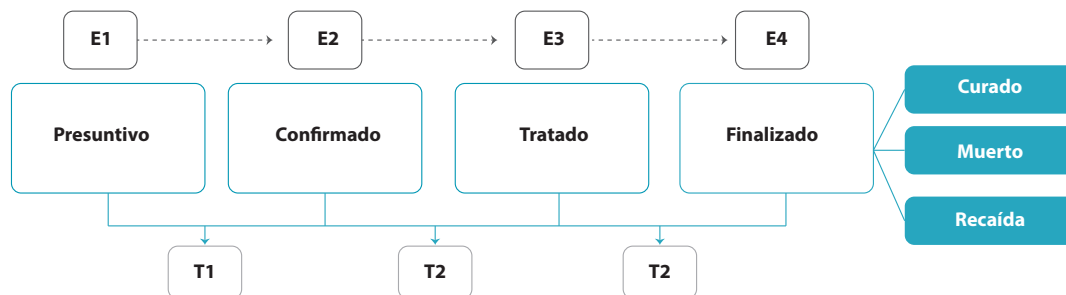 E1
E2
E3
E4
Presuntivo
Confirmado
Tratado
Finalizado
Curado
Muerto
Recaída
T1
T2
T2